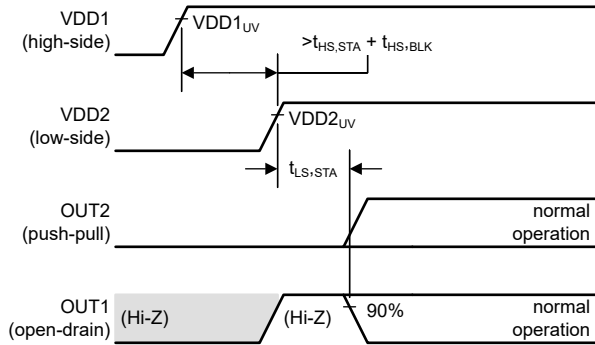 VDD1
(high-side)
VDD1UV
>tHS,STA + tHS,BLK
VDD2
(low-side)
VDD2UV
tLS,STA
OUT2
(push-pull)
normal
operation
OUT1
(open-drain)
(Hi-Z)
(Hi-Z)
90%
normal
operation